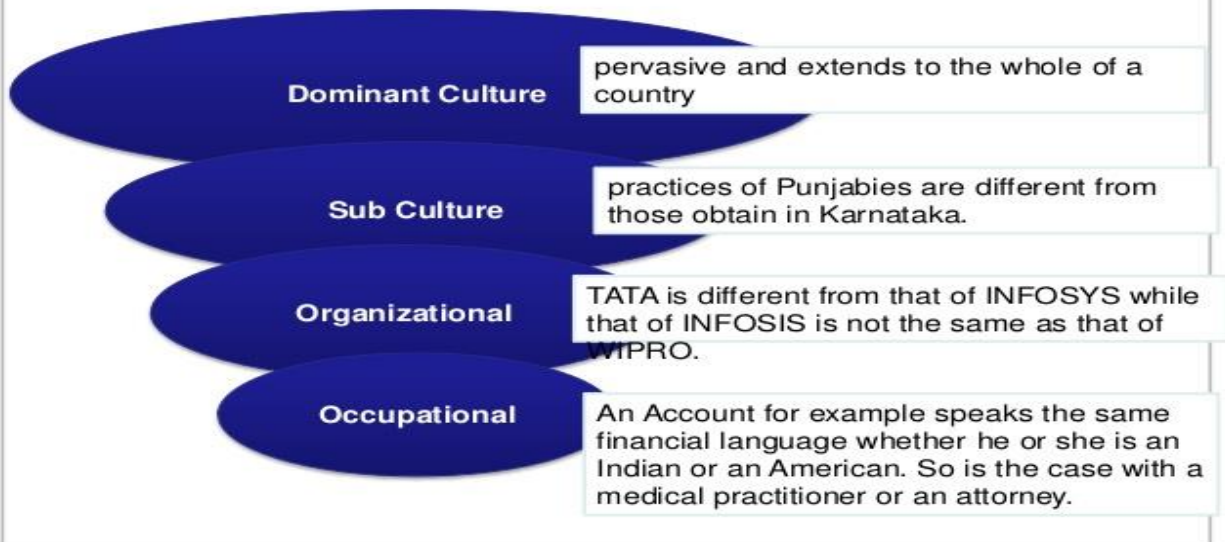 Dominant Culture
pervasive and extends to the whole of a
country
Sub Culture
practices of Punjabies are different from
those obtain in Karnataka.
Organizational
TATA is different from that of INFOSYS while
that of INFOSIS is not the same as that of
WIPRO.
Occupational
An Account for example speaks the same
financial language whether he or she is an
Indian or an American. So is the case with a
medical practitioner or an attorney.